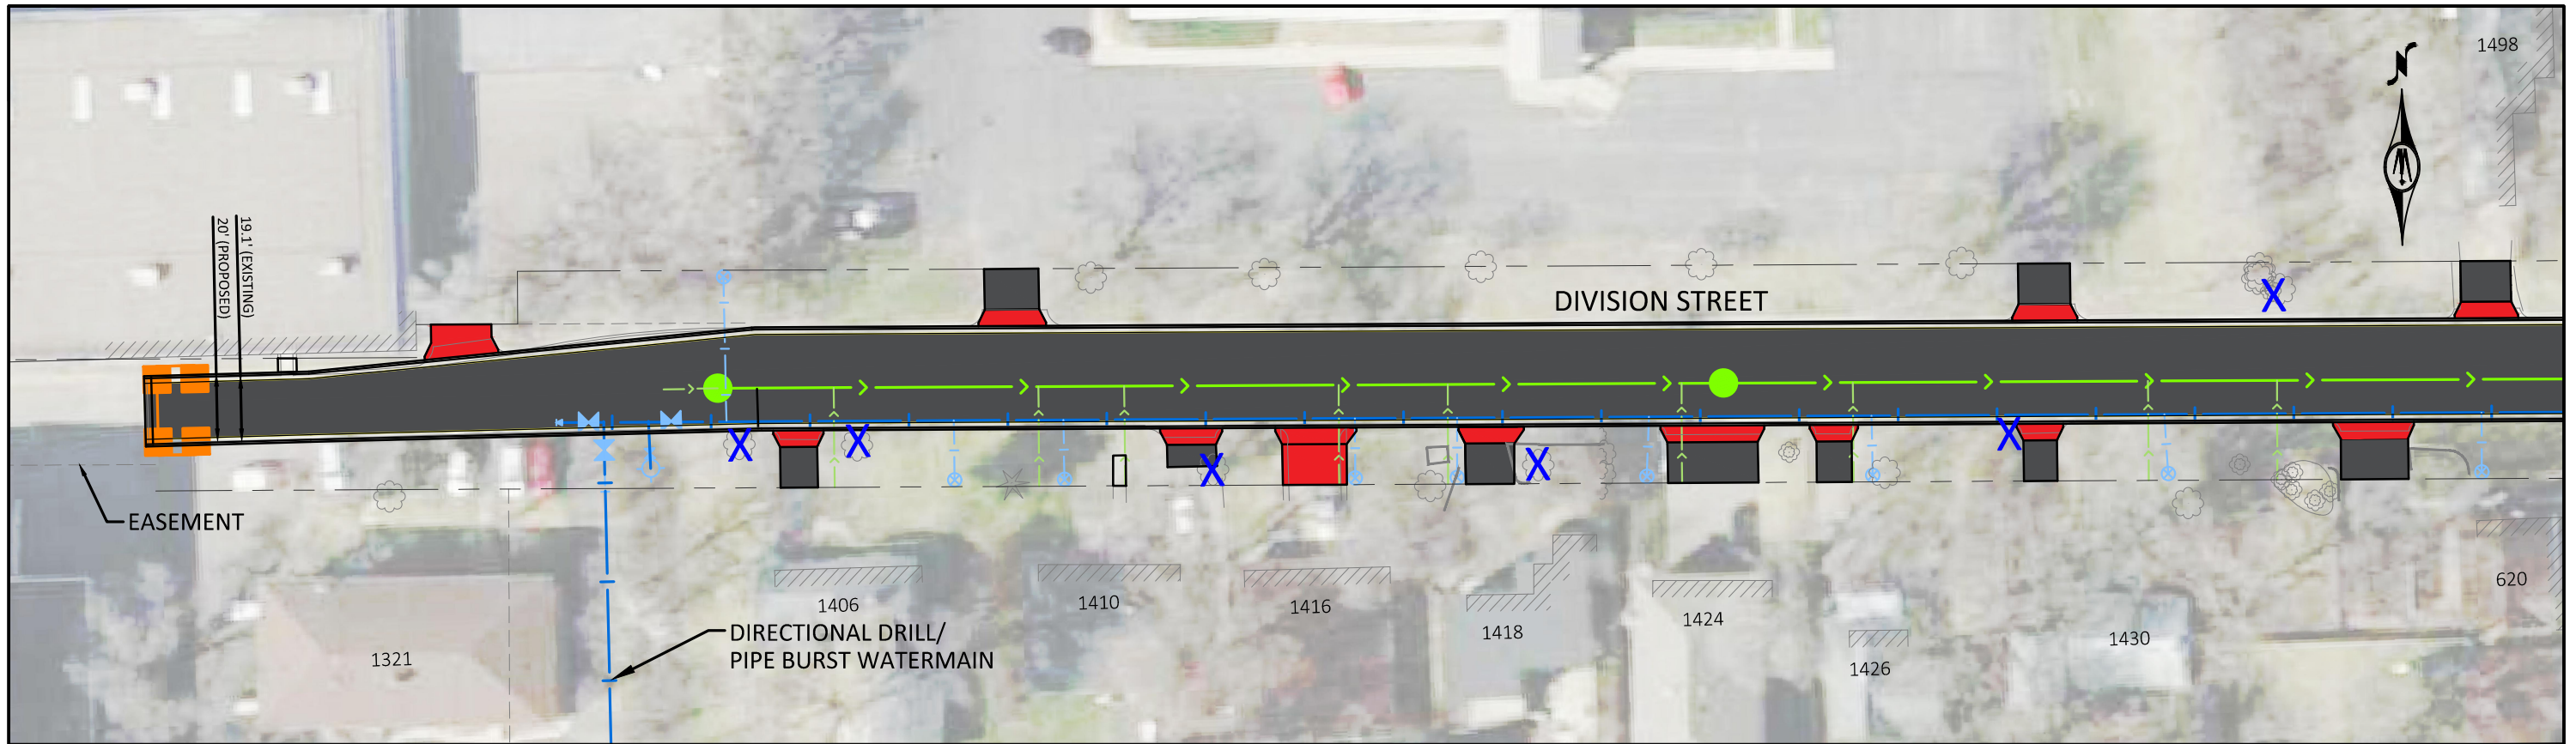 1498
N
19.1' (EXISTING)
20' (PROPOSED)
DIVISION STREET
EASEMENT
1406
1410
1416
1418
1424
1426
1430
620
1321
DIRECTIONAL DRILL/
PIPE BURST WATERMAIN